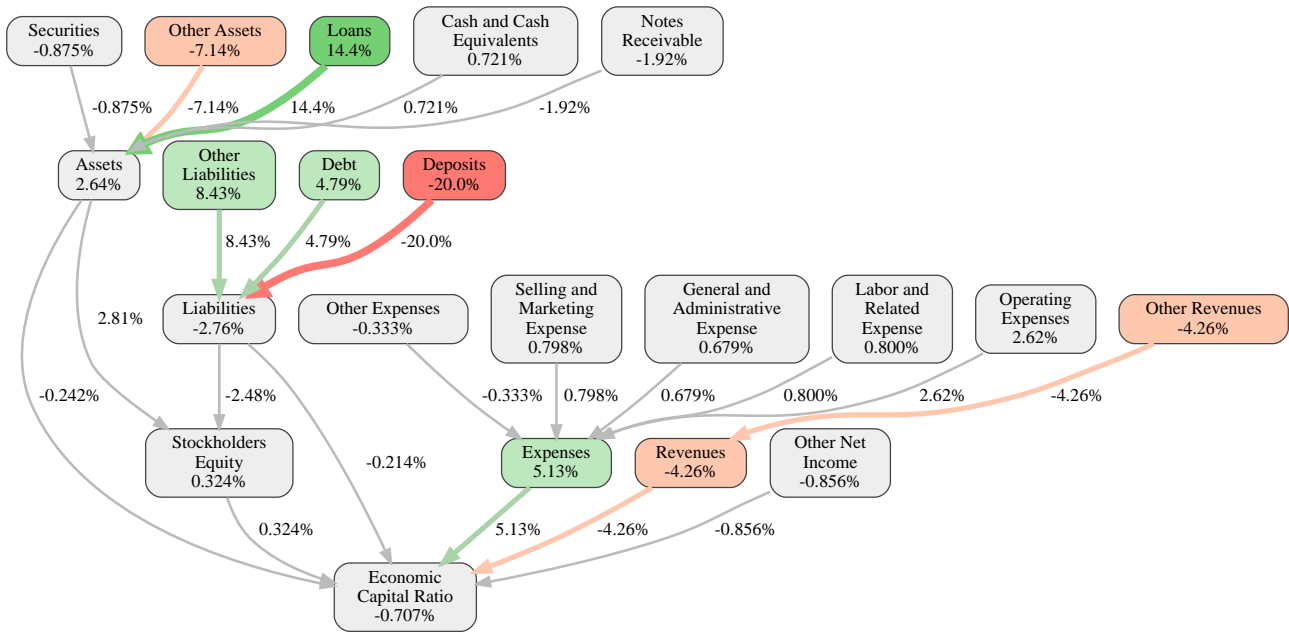 Securities
-0.875%
Other Assets
-7.14%
Loans
14.4%
Cash and Cash
Equivalents
0.721%
Notes
Receivable
-1.92%
-0.875%
-7.14%
14.4%
0.721%
-1.92%
Assets
2.64%
Other
Liabilities
8.43%
Debt
4.79%
Deposits
-20.0%
8.43%
4.79%
-20.0%
Liabilities
-2.76%
Other Expenses
-0.333%
Selling and
Marketing
Expense
0.798%
General and
Administrative
Expense
0.679%
Labor and
Related
Expense
0.800%
Operating
Expenses
2.62%
Other Revenues
-4.26%
2.81%
-0.242%
-2.48%
-0.333%
0.798%
0.679%
0.800%
2.62%
-4.26%
Stockholders
Equity
0.324%
-0.214%
Expenses
5.13%
Revenues
-4.26%
Other Net
Income
-0.856%
0.324%
5.13%
-4.26%
-0.856%
Economic
Capital Ratio
-0.707%